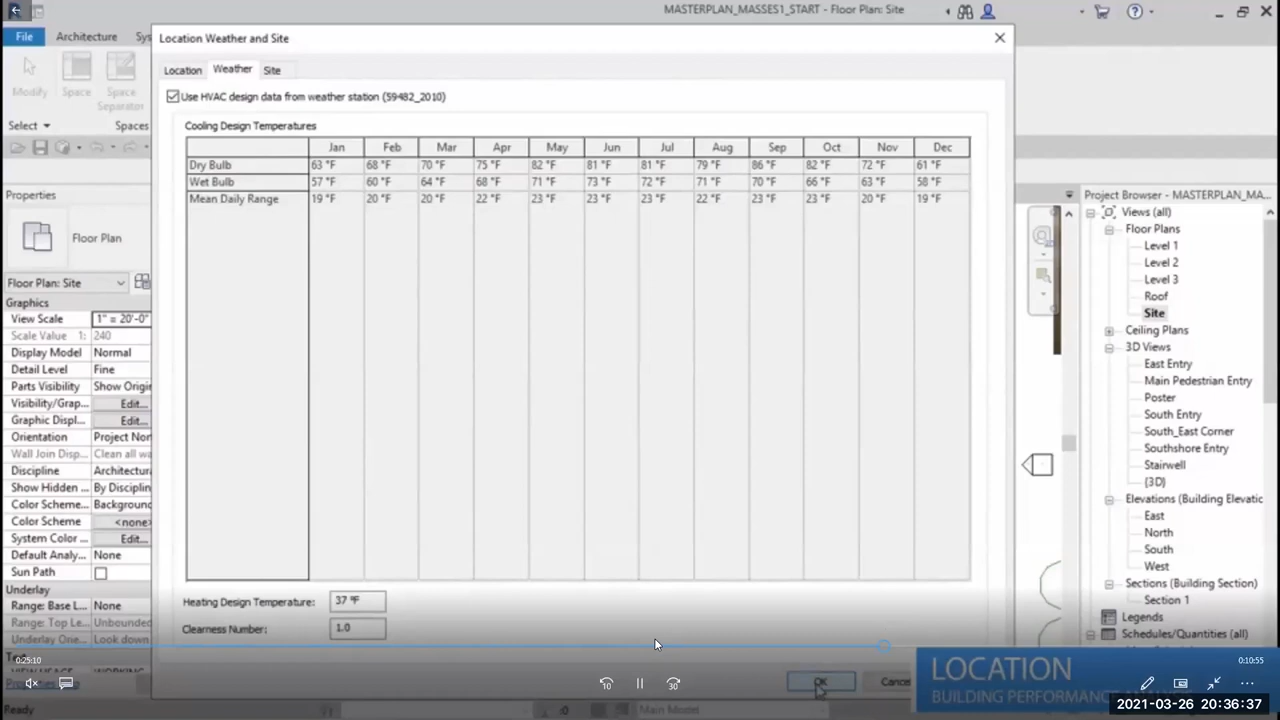 MASTERPLAN_MASSES1_START - Floor Plan: Site
File Architecture Sys
Modify Space Space Separator
Select Spaces
Location Weather and Site
Location Weather Site
Use HVAC design data from weather station (59482_2010)
Cooling Design Temperatures
Jan Feb Mar Apr May Jun Jul Aug Sep Oct Nov Dec
Dry Bulb 63 °F 68 °F 70 °F 75 °F 82 °F 81 °F 81 °F 79 °F 86 °F 82 °F 72 °F 61 °F
Wet Bulb 57 °F 60 °F 64 °F 68 °F 71 °F 73 °F 72 °F 71 °F 70 °F 66 °F 63 °F 58 °F
Mean Daily Range 19 °F 20 °F 20 °F 22 °F 23 °F 23 °F 23 °F 22 °F 23 °F 23 °F 20 °F 19 °F
Heating Design Temperature: 37 °F
Clearness Number: 1.0
OK Cancel
Properties
Floor Plan
Floor Plan: Site
Graphics
View Scale 1" = 20'-0"
Scale Value 1: 240
Display Model Normal
Detail Level Fine
Parts Visibility Show Origin
Visibility/Grap... Edit...
Graphic Displ... Edit...
Orientation Project Nor
Wall Join Disp... Clean all wa
Discipline Architectura
Show Hidden ... By Disciplin
Color Scheme... Background
Color Scheme <none>
System Color ... Edit...
Default Analy... None
Sun Path
Underlay
Range: Base L... None
Range: Top Le... Unbounded
Underlay Orie... Look down
Ready
Main Model
:0
Project Browser - MASTERPLAN_MA...
Views (all)
Floor Plans
Level 1
Level 2
Level 3
Roof
Site
Ceiling Plans
3D Views
East Entry
Main Pedestrian Entry
Poster
South Entry
South_East Corner
Southshore Entry
Stairwell
{3D}
Elevations (Building Elevatic
East
North
South
West
Sections (Building Section)
Section 1
Legends
Schedules/Quantities (all)
0:25:10
0:10:55
10 30
LOCATION
BUILDING PERFORMANCE
2021-03-26 20:36:37